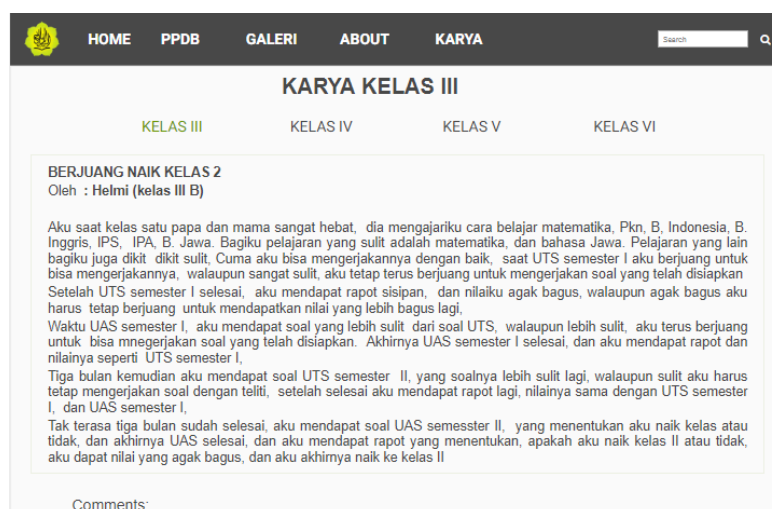 HOME PPDB GALERI ABOUT KARYA Search
KARYA KELAS III
KELAS III KELAS IV KELAS V KELAS VI
BERJUANG NAIK KELAS 2
Oleh : Helmi (kelas III B)
Aku saat kelas satu papa dan mama sangat hebat, dia mengajariku cara belajar matematika, Pkn, B, Indonesia, B.
Inggris, IPS, IPA, B. Jawa. Bagiku pelajaran yang sulit adalah matematika, dan bahasa Jawa. Pelajaran yang lain
bagiku juga dikit dikit sulit, Cuma aku bisa mengerjakannya dengan baik, saat UTS semester I aku berjuang untuk
bisa mengerjakannya, walaupun sangat sulit, aku tetap terus berjuang untuk mengerjakan soal yang telah disiapkan
Setelah UTS semester I selesai, aku mendapat rapot sisipan, dan nilaiku agak bagus, walaupun agak bagus aku
harus tetap berjuang untuk mendapatkan nilai yang lebih bagus lagi,
Waktu UAS semester I, aku mendapat soal yang lebih sulit dari soal UTS, walaupun lebih sulit, aku terus berjuang
untuk bisa mnegerjakan soal yang telah disiapkan. Akhirnya UAS semester I selesai, dan aku mendapat rapot dan
nilainya seperti UTS semester I,
Tiga bulan kemudian aku mendapat soal UTS semester II, yang soalnya lebih sulit lagi, walaupun sulit aku harus
tetap mengerjakan soal dengan teliti, setelah selesai aku mendapat rapot lagi, nilainya sama dengan UTS semester
I, dan UAS semester I,
Tak terasa tiga bulan sudah selesai, aku mendapat soal UAS semesster II, yang menentukan aku naik kelas atau
tidak, dan akhirnya UAS selesai, dan aku mendapat rapot yang menentukan, apakah aku naik kelas II atau tidak,
aku dapat nilai yang agak bagus, dan aku akhirnya naik ke kelas II
Comments: